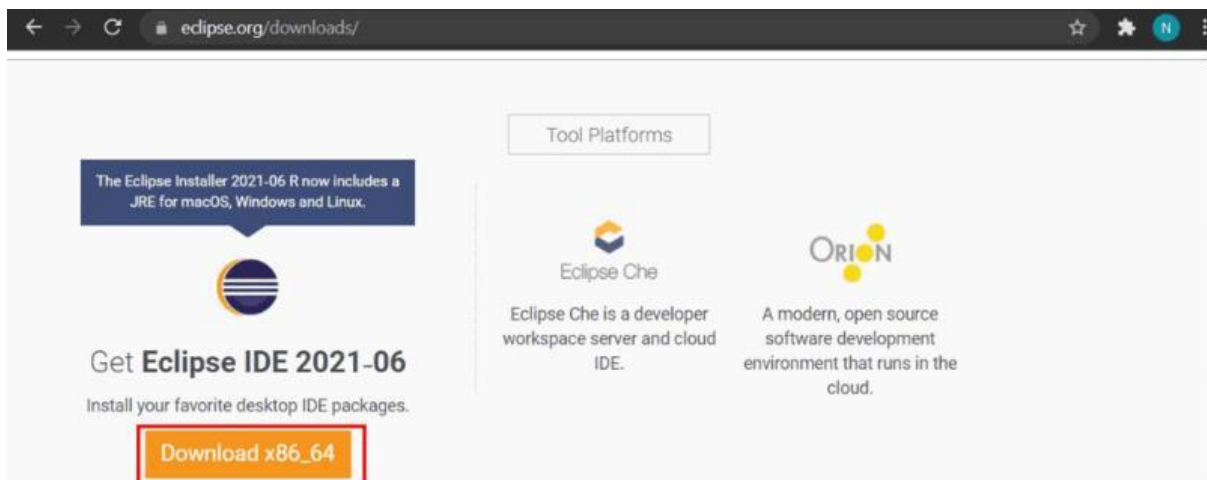 eclipse.org/downloads/
N
Tool Platforms
The Eclipse Installer 2021-06 R now includes a
JRE for macOS, Windows and Linux.
Get Eclipse IDE 2021-06
Install your favorite desktop IDE packages.
Download x86_64
Eclipse Che
Eclipse Che is a developer
workspace server and cloud
IDE.
ORION
A modern, open source
software development
environment that runs in the
cloud.